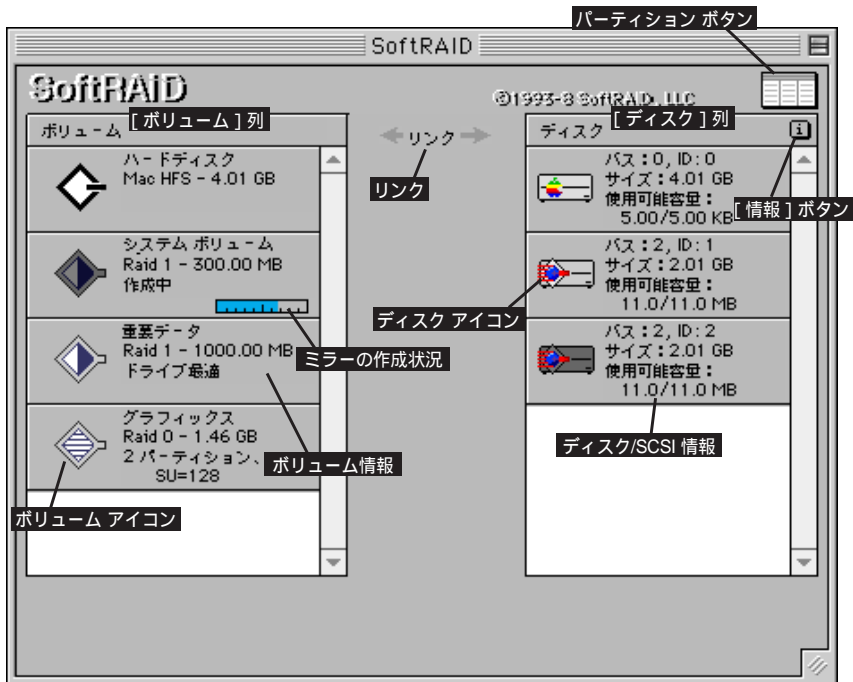 パーティション ボタン
SoftRAID
SoftRAID
©1993-8 SoftRAID, LLC
[ ボリューム ] 列
ボリューム
リンク
リンク
[ ディスク ] 列
ディスク
[ 情報 ] ボタン
ハードディスク
Mac HFS - 4.01 GB
システム ボリューム
Raid 1 - 300.00 MB
作成中
重要データ
Raid 1 - 1000.00 MB
ドライブ最適
グラフィックス
Raid 0 - 1.46 GB
2 パーティション、
SU=128
ミラーの作成状況
ボリューム情報
ボリューム アイコン
バス：0, ID: 0
サイズ：4.01 GB
使用可能容量：
5.00/5.00 KB
バス：2, ID: 1
サイズ：2.01 GB
使用可能容量：
11.0/11.0 MB
バス：2, ID: 2
サイズ：2.01 GB
使用可能容量：
11.0/11.0 MB
ディスク アイコン
ディスク/SCSI 情報